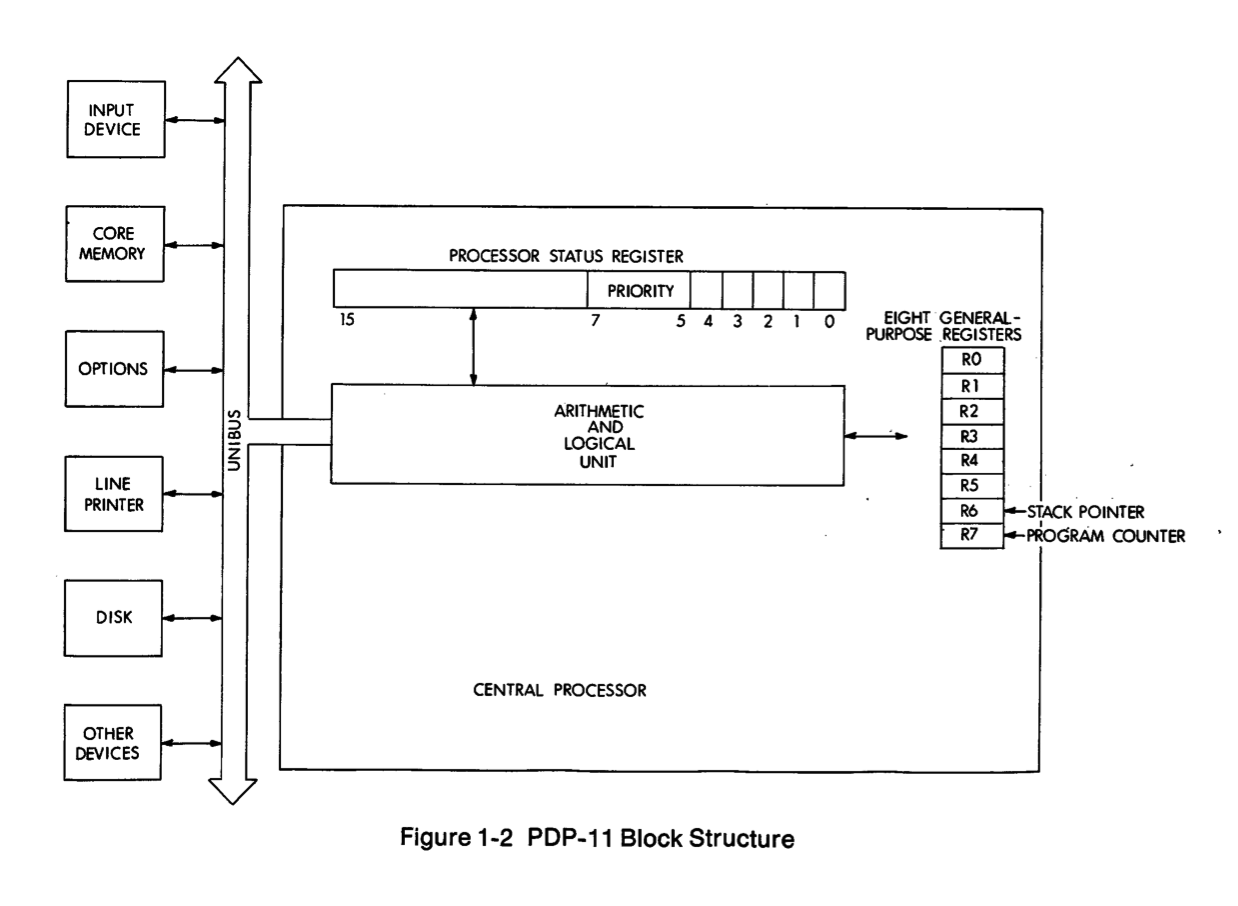 INPUT
DEVICE
CORE
MEMORY
OPTIONS
LINE
PRINTER
DISK
OTHER
DEVICES
UNIBUS
PROCESSOR STATUS REGISTER
PRIORITY
15 7 5 4 3 2 1 0
ARITHMETIC
AND
LOGICAL
UNIT
EIGHT GENERAL-
PURPOSE REGISTERS
R0
R1
R2
R3
R4
R5
R6
STACK POINTER
R7
PROGRAM COUNTER
CENTRAL PROCESSOR
Figure 1-2 PDP-11 Block Structure